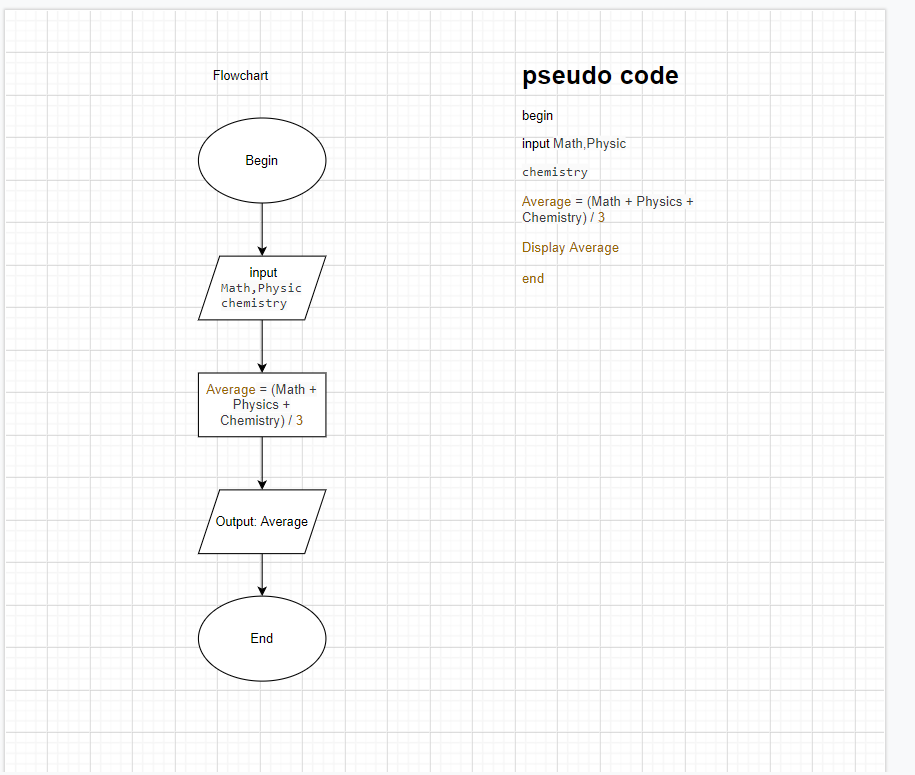 Flowchart
Begin
input
Math,Physic
chemistry
Average = (Math +
Physics +
Chemistry) / 3
Output: Average
End
pseudo code
begin
input Math,Physic
chemistry
Average = (Math + Physics +
Chemistry) / 3
Display Average
end